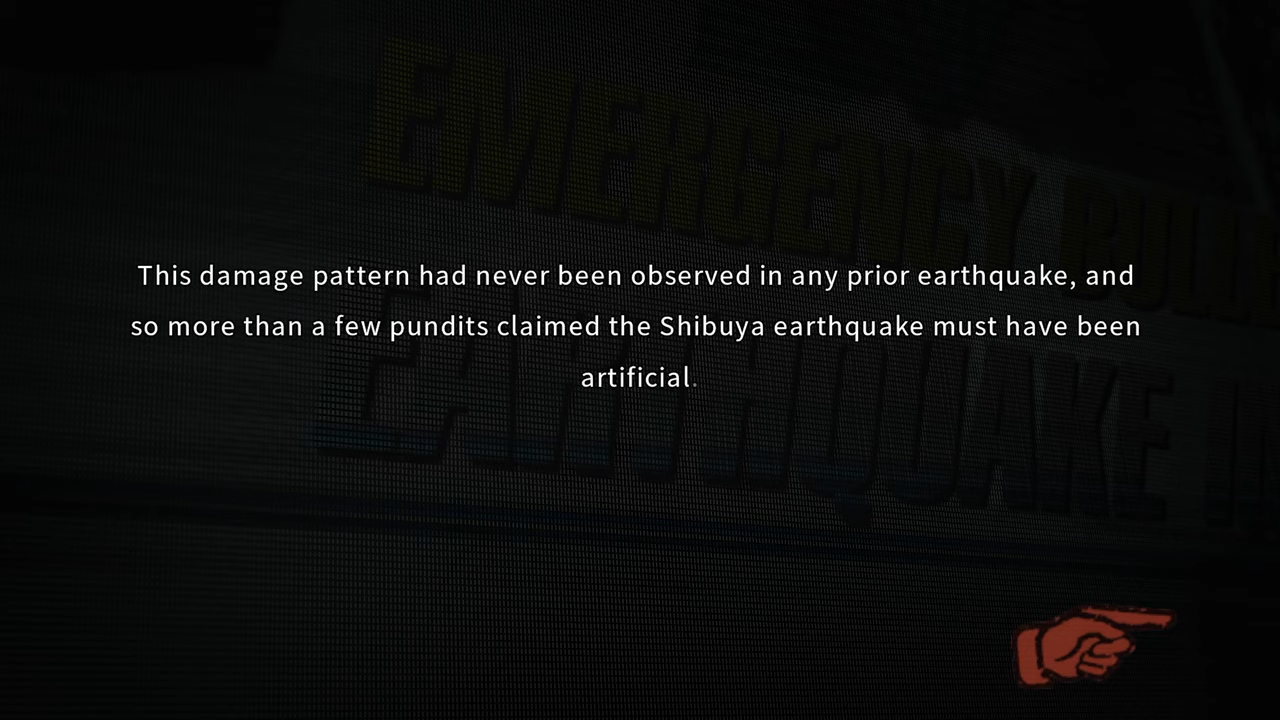 EMERGENCY BULLE
This damage pattern had never been observed in any prior earthquake, and
so more than a few pundits claimed the Shibuya earthquake must have been
artificial.
EARTHQUAKE